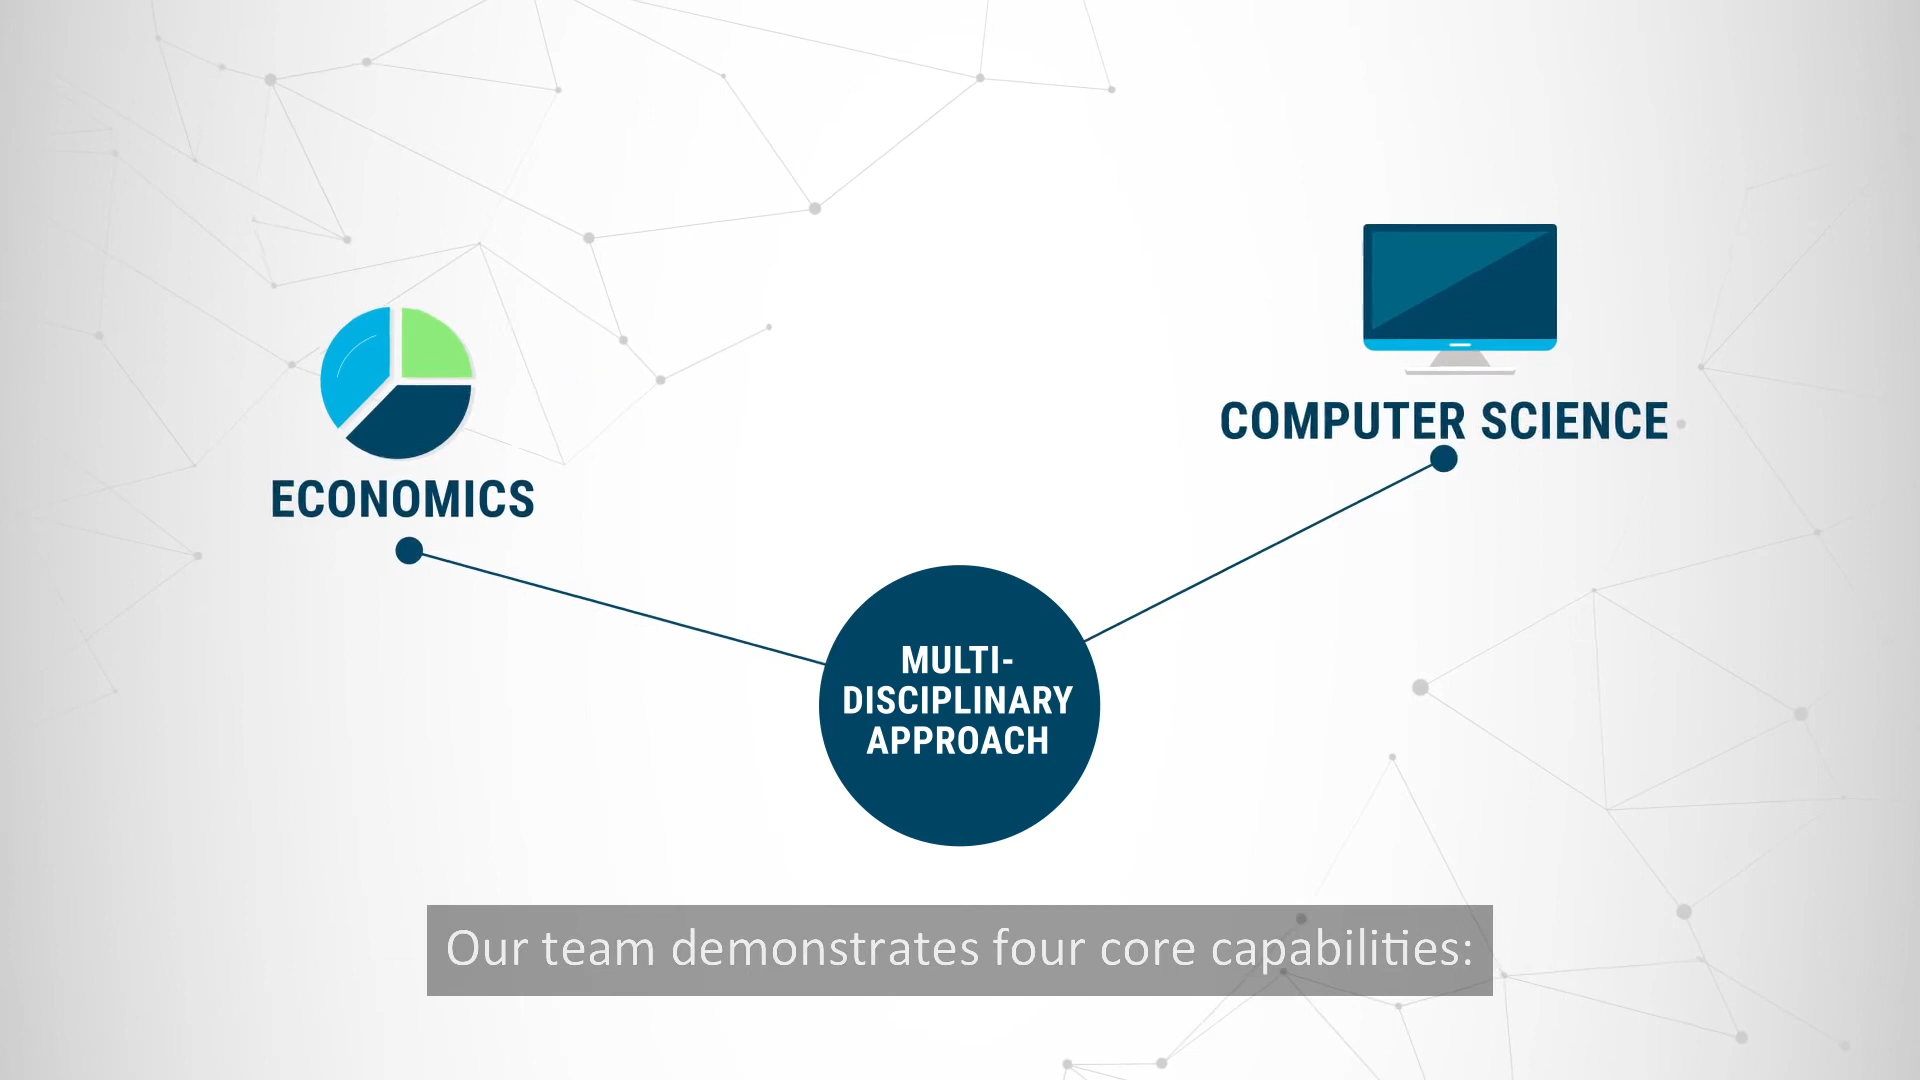 COMPUTER SCIENCE
ECONOMICS
MULTI-
DISCIPLINARY
APPROACH
Our team demonstrates four core capabilities: